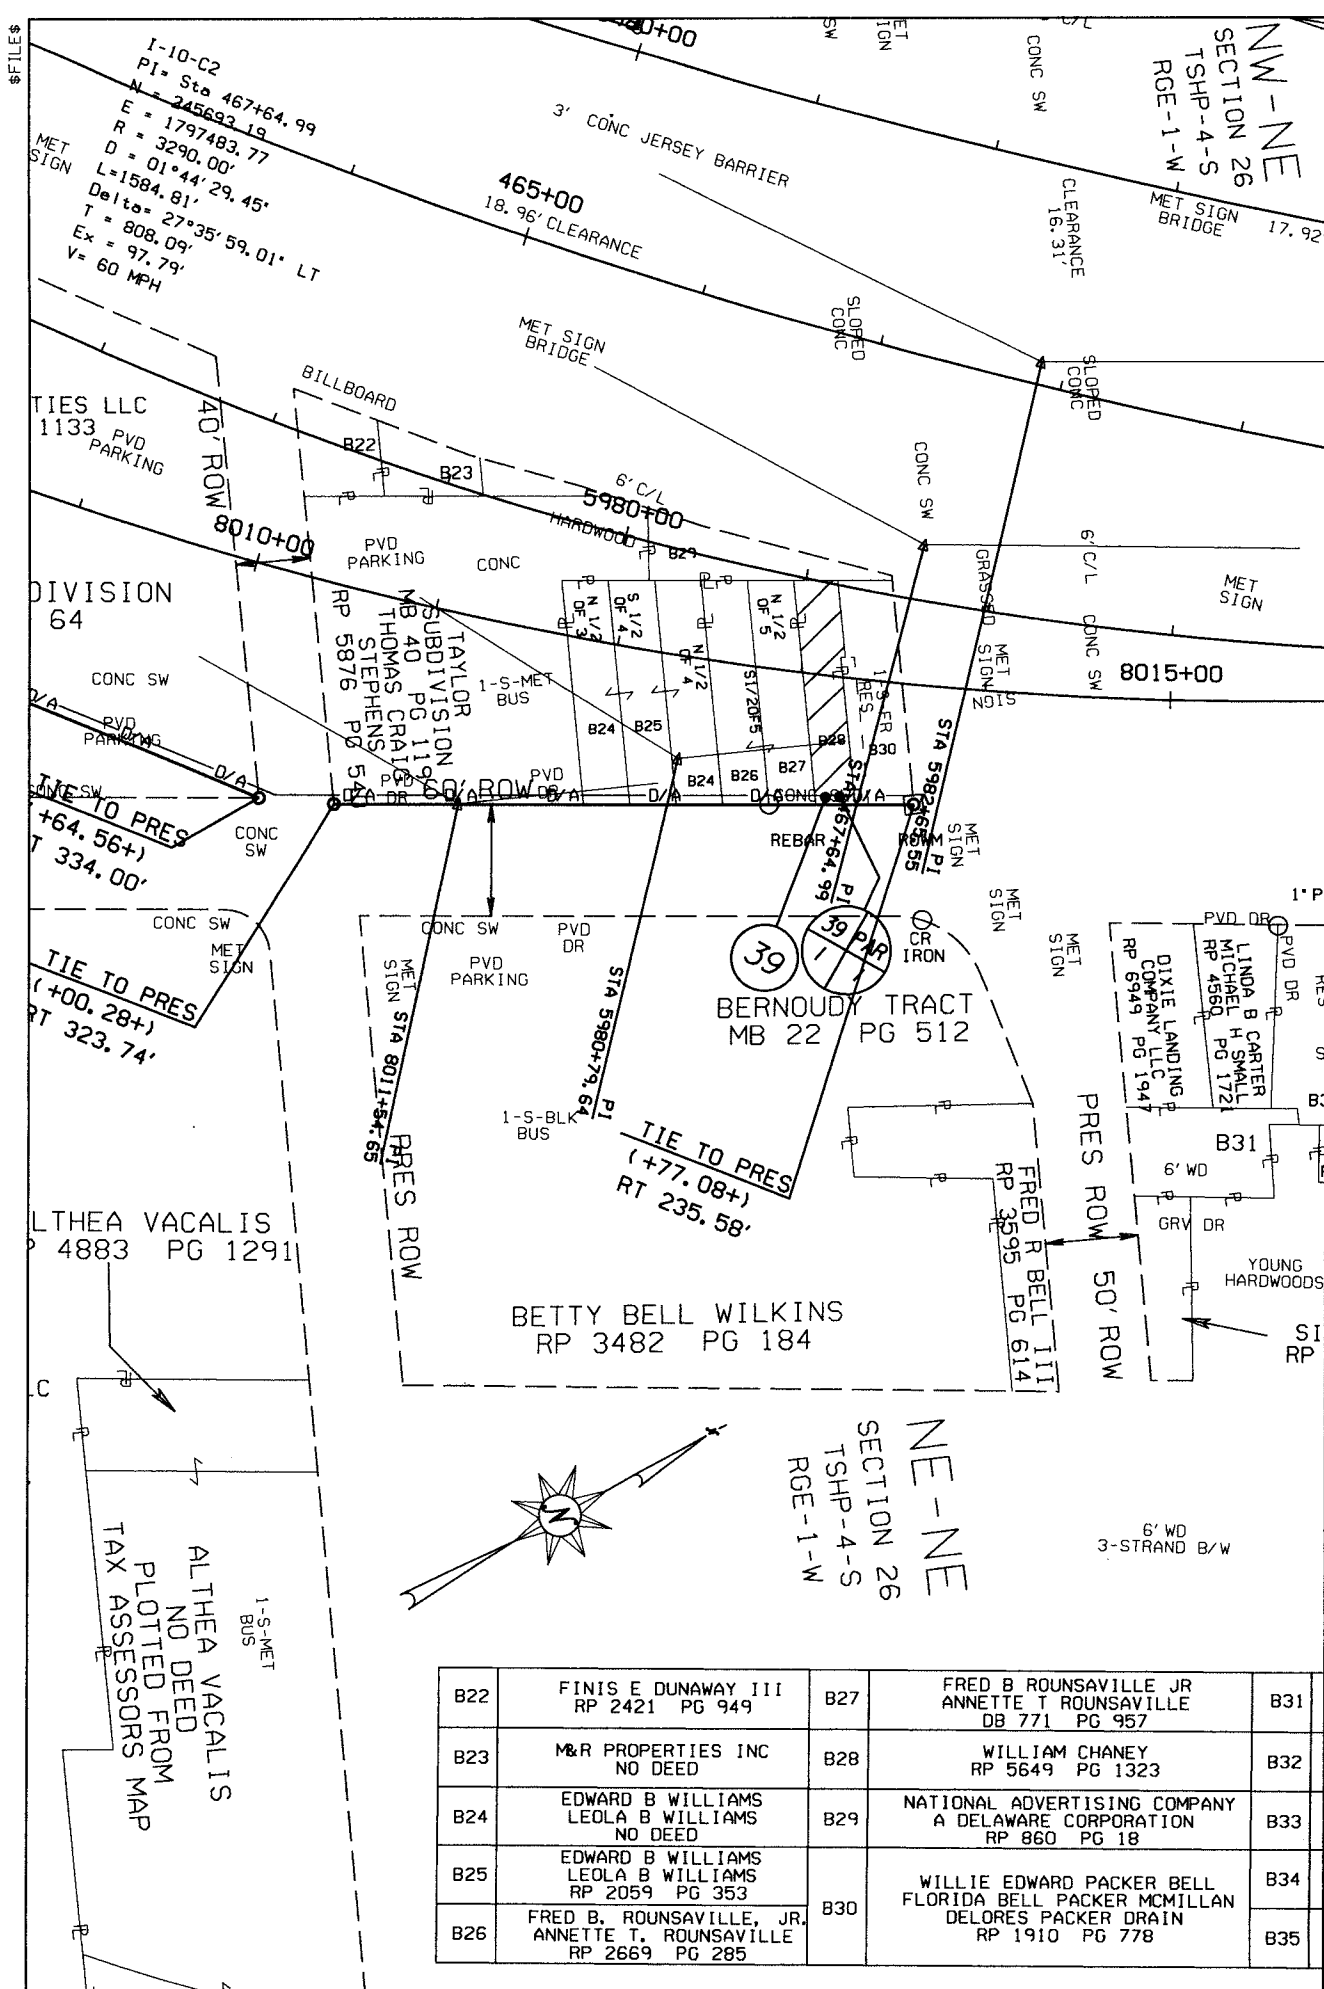 $FILE$
I-10-C2
PI= Sta 467+64.99
N = 245693.19
E = 1797483.77
R = 3290.00'
D = 01°44'29.45"
L=1584.81'
Delta= 27°35'59.01" LT
T = 808.09'
Ex = 97.79'
V= 60 MPH
MET
SIGN
3' CONC JERSEY BARRIER
465+00
18.96' CLEARANCE
SW
MET
SIGN
C/L
CONC SW
NW-NE
SECTION 26
TSHP-4-S
RGE-1-W
CLEARANCE
16.31'
MET SIGN
BRIDGE
17.92
MET SIGN
BRIDGE
SLOPED
CONC
SLOPED
CONC
TIES LLC
1133
PVD
PARKING
40' ROW
BILLBOARD
B22
B23
6' C/L
5980+00
HARDWOOD
B29
CONC SW
8010+00
PVD
PARKING
CONC
DIVISION
64
TAYLOR
SUBDIVISION
MB 40 PG 119
THOMAS CRAIG
STEPHENS
RP 5876 PG 54
1-S-MET
BUS
N 1/2
OF 3
S 1/2
OF 4
N 1/2
OF 4
S1/2OF5
N 1/2
OF 5
B24
B25
B24
B26
B27
B28
B30
1-S-FR
RES
GRASSED
6' C/L
CONC SW
MET
SIGN
MET
SIGN
SIGN
8015+00
CONC SW
PVD
PARKING
D/A
D/A
D/A
D/A
D/A
D/A
D/A
PVD
DR
60' ROW
PVD
DR
TIE TO PRES
+64.56+)
334.00'
CONC
SW
REBAR
ROWM
MET
SIGN
STA 467+64.99
PI
STA 5982+65.55
PI
CONC SW
MET
SIGN
CONC SW
PVD
DR
PVD
PARKING
MET
SIGN
39
39 PAR
1 1
CR
IRON
MET
SIGN
MET
SIGN
1" P
PVD DR
PVD DR
TIE TO PRES
(+00.28+)
RT 323.74'
STA 8011+54.65
PI
STA 5980+79.64
PI
BERNOUDY TRACT
MB 22 PG 512
LINDA B CARTER
MICHAEL H SMALL
RP 4560 PG 1721
DIXIE LANDING
COMPANY LLC
RP 6949 PG 1947
1-S-BLK
BUS
TIE TO PRES
(+77.08+)
RT 235.58'
PRES ROW
PRES ROW 50' ROW
B31
6' WD
GRV DR
YOUNG
HARDWOODS
LTHEA VACALIS
4883 PG 1291
FRED R BELL III
RP 3595 PG 614
BETTY BELL WILKINS
RP 3482 PG 184
SI
RP
NE-NE
SECTION 26
TSHP-4-S
RGE-1-W
N
6' WD
3-STRAND B/W
ALTHEA VACALIS
NO DEED
PLOTTED FROM
TAX ASSESSORS MAP
1-S-MET
BUS
B22
FINIS E DUNAWAY III
RP 2421 PG 949
B27
FRED B ROUNSAVILLE JR
ANNETTE T ROUNSAVILLE
DB 771 PG 957
B31
B23
M&R PROPERTIES INC
NO DEED
B28
WILLIAM CHANEY
RP 5649 PG 1323
B32
B24
EDWARD B WILLIAMS
LEOLA B WILLIAMS
NO DEED
B29
NATIONAL ADVERTISING COMPANY
A DELAWARE CORPORATION
RP 860 PG 18
B33
B25
EDWARD B WILLIAMS
LEOLA B WILLIAMS
RP 2059 PG 353
B30
WILLIE EDWARD PACKER BELL
FLORIDA BELL PACKER MCMILLAN
DELORES PACKER DRAIN
RP 1910 PG 778
B34
B26
FRED B. ROUNSAVILLE, JR.
ANNETTE T. ROUNSAVILLE
RP 2669 PG 285
B35